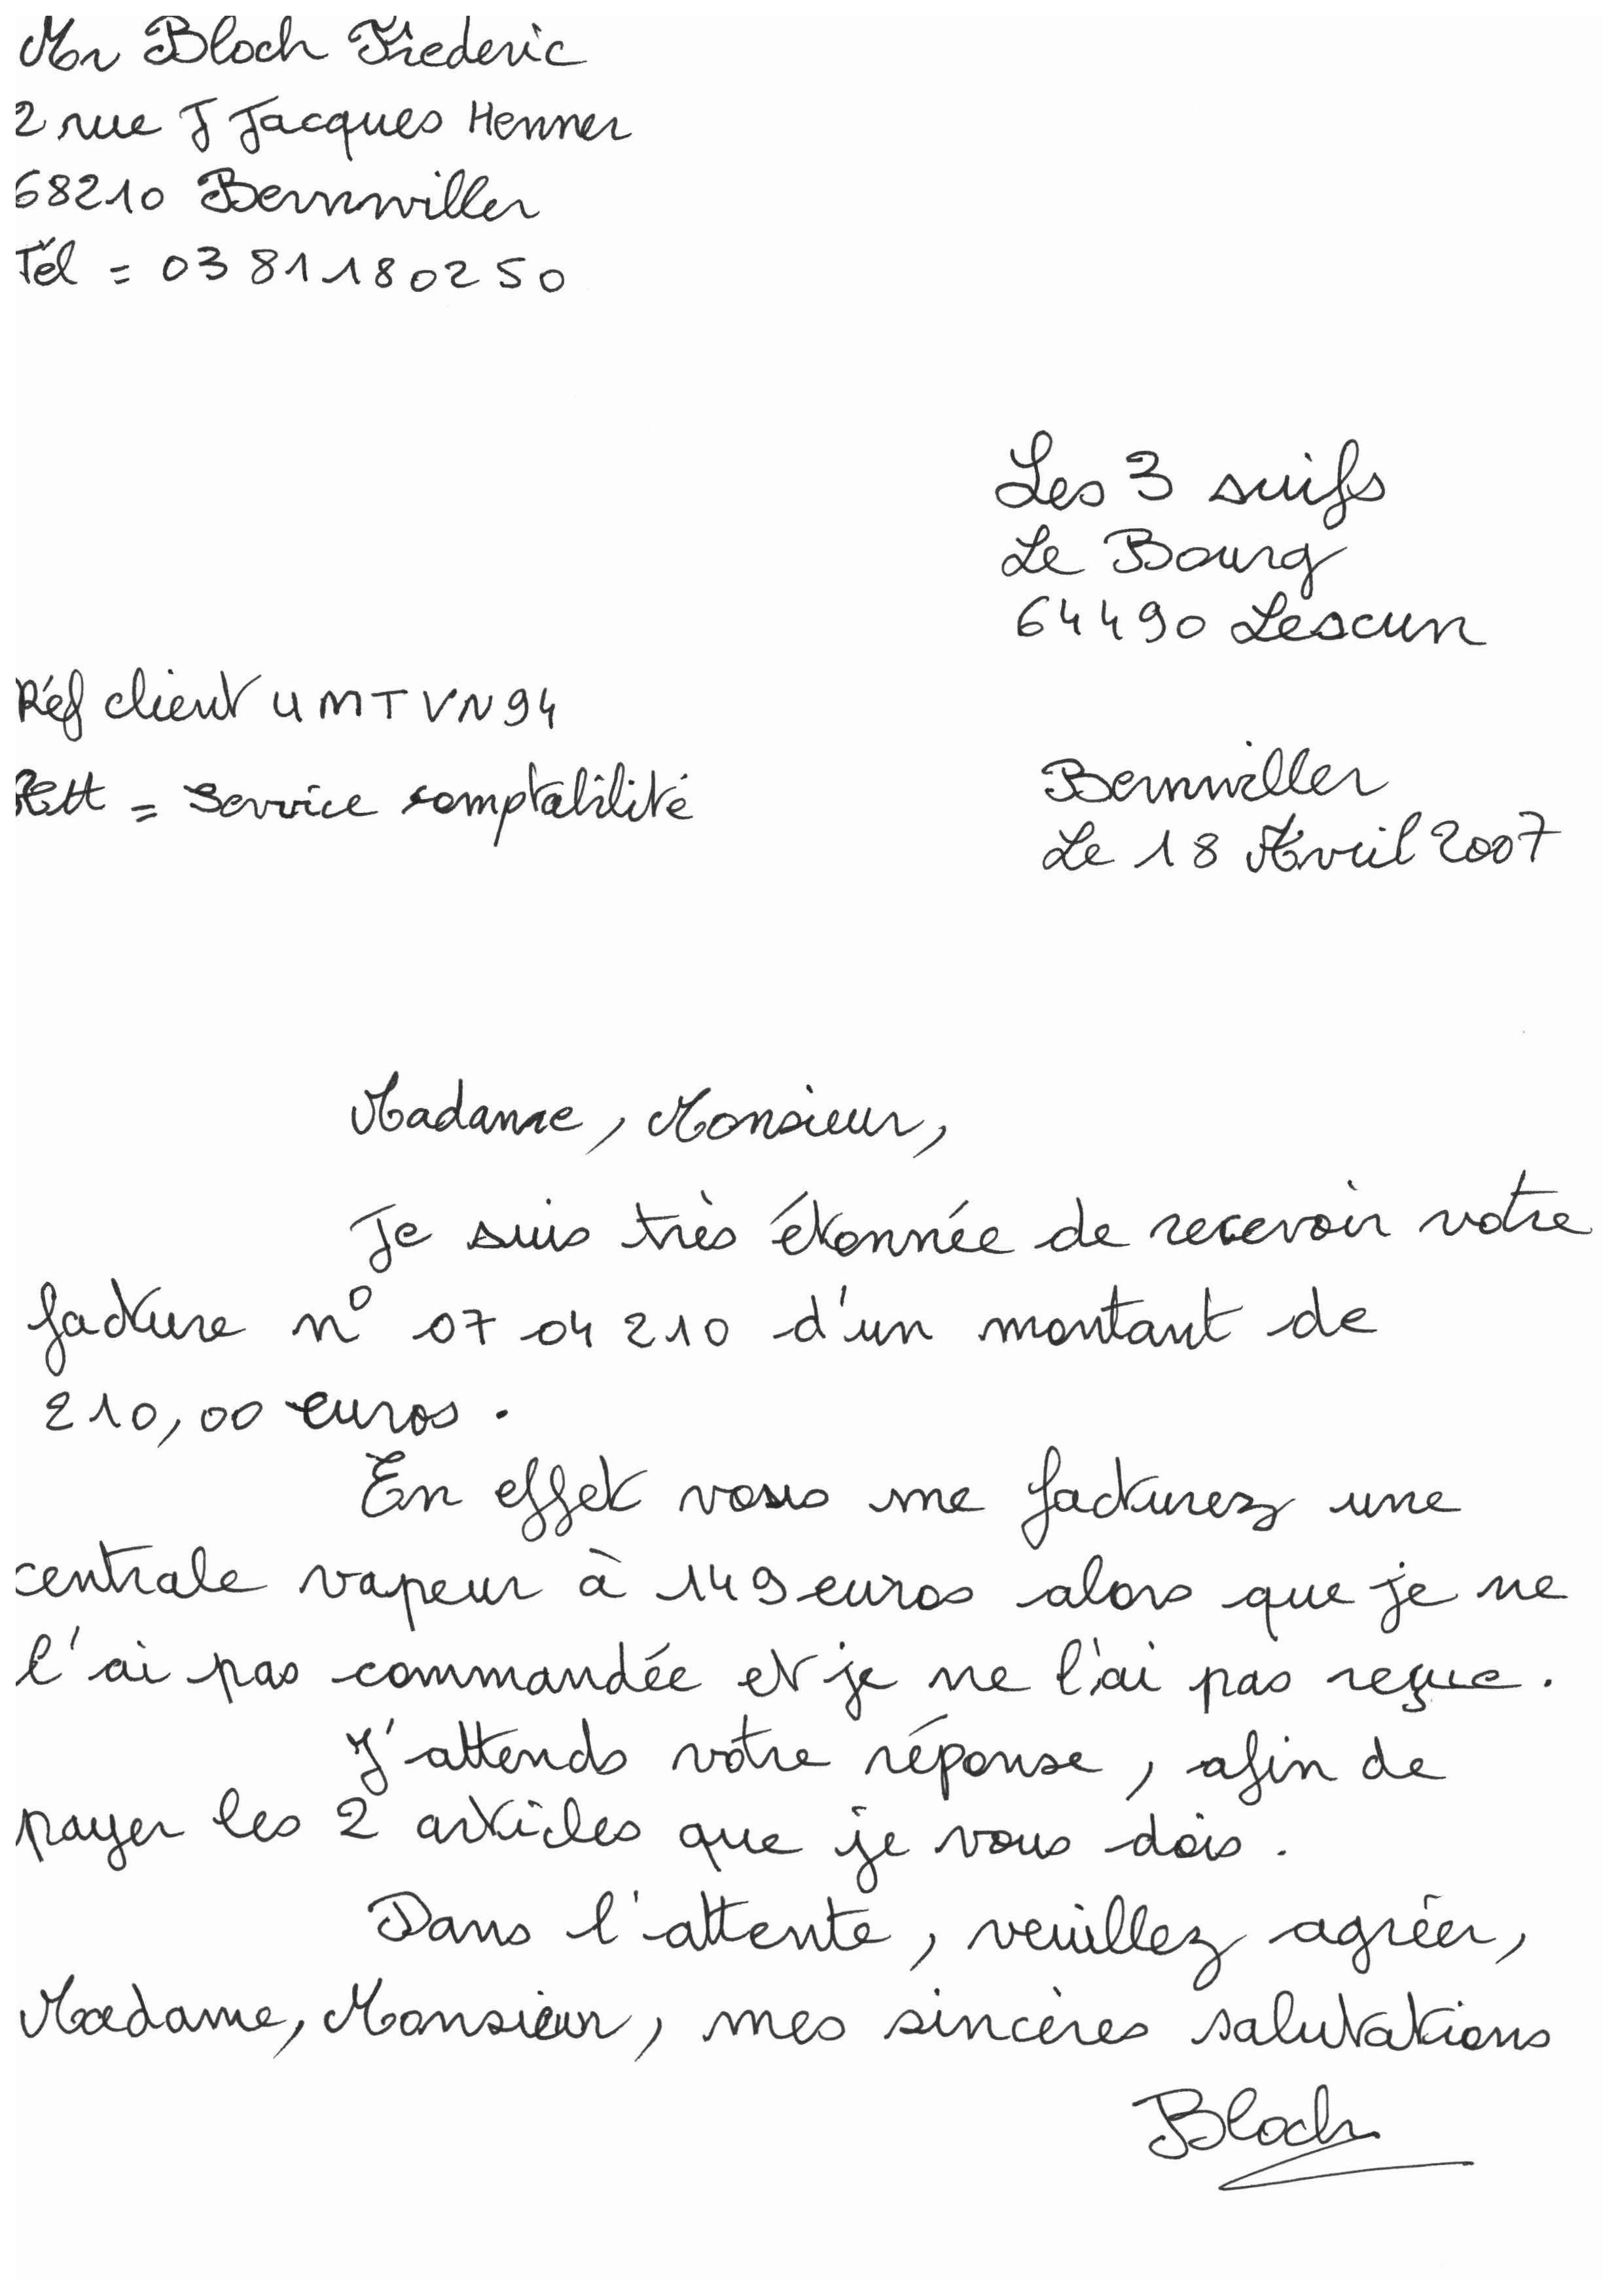 Mr Bloch Frederic
2 rue J Jacques Henner
68210 Bernwiller
Tél = 03 81 18 02 50
Les 3 suifs
Le Bourg
64490 Lescun
Réf client UMTVN94
Att = Service comptabilité
Bernwiller
Le 18 Avril 2007
Madame, Monsieur,
Je suis très étonnée de recevoir votre
facture n° 07 04 210 d'un montant de
210,00 euros.
En effet vous me facturez une
centrale vapeur à 149 euros alors que je ne
l'ai pas commandée et je ne l'ai pas reçue.
J'attends votre réponse, afin de
payer les 2 articles que je vous dois.
Dans l'attente, veuillez agréer,
Madame, Monsieur, mes sincères salutations
Bloch